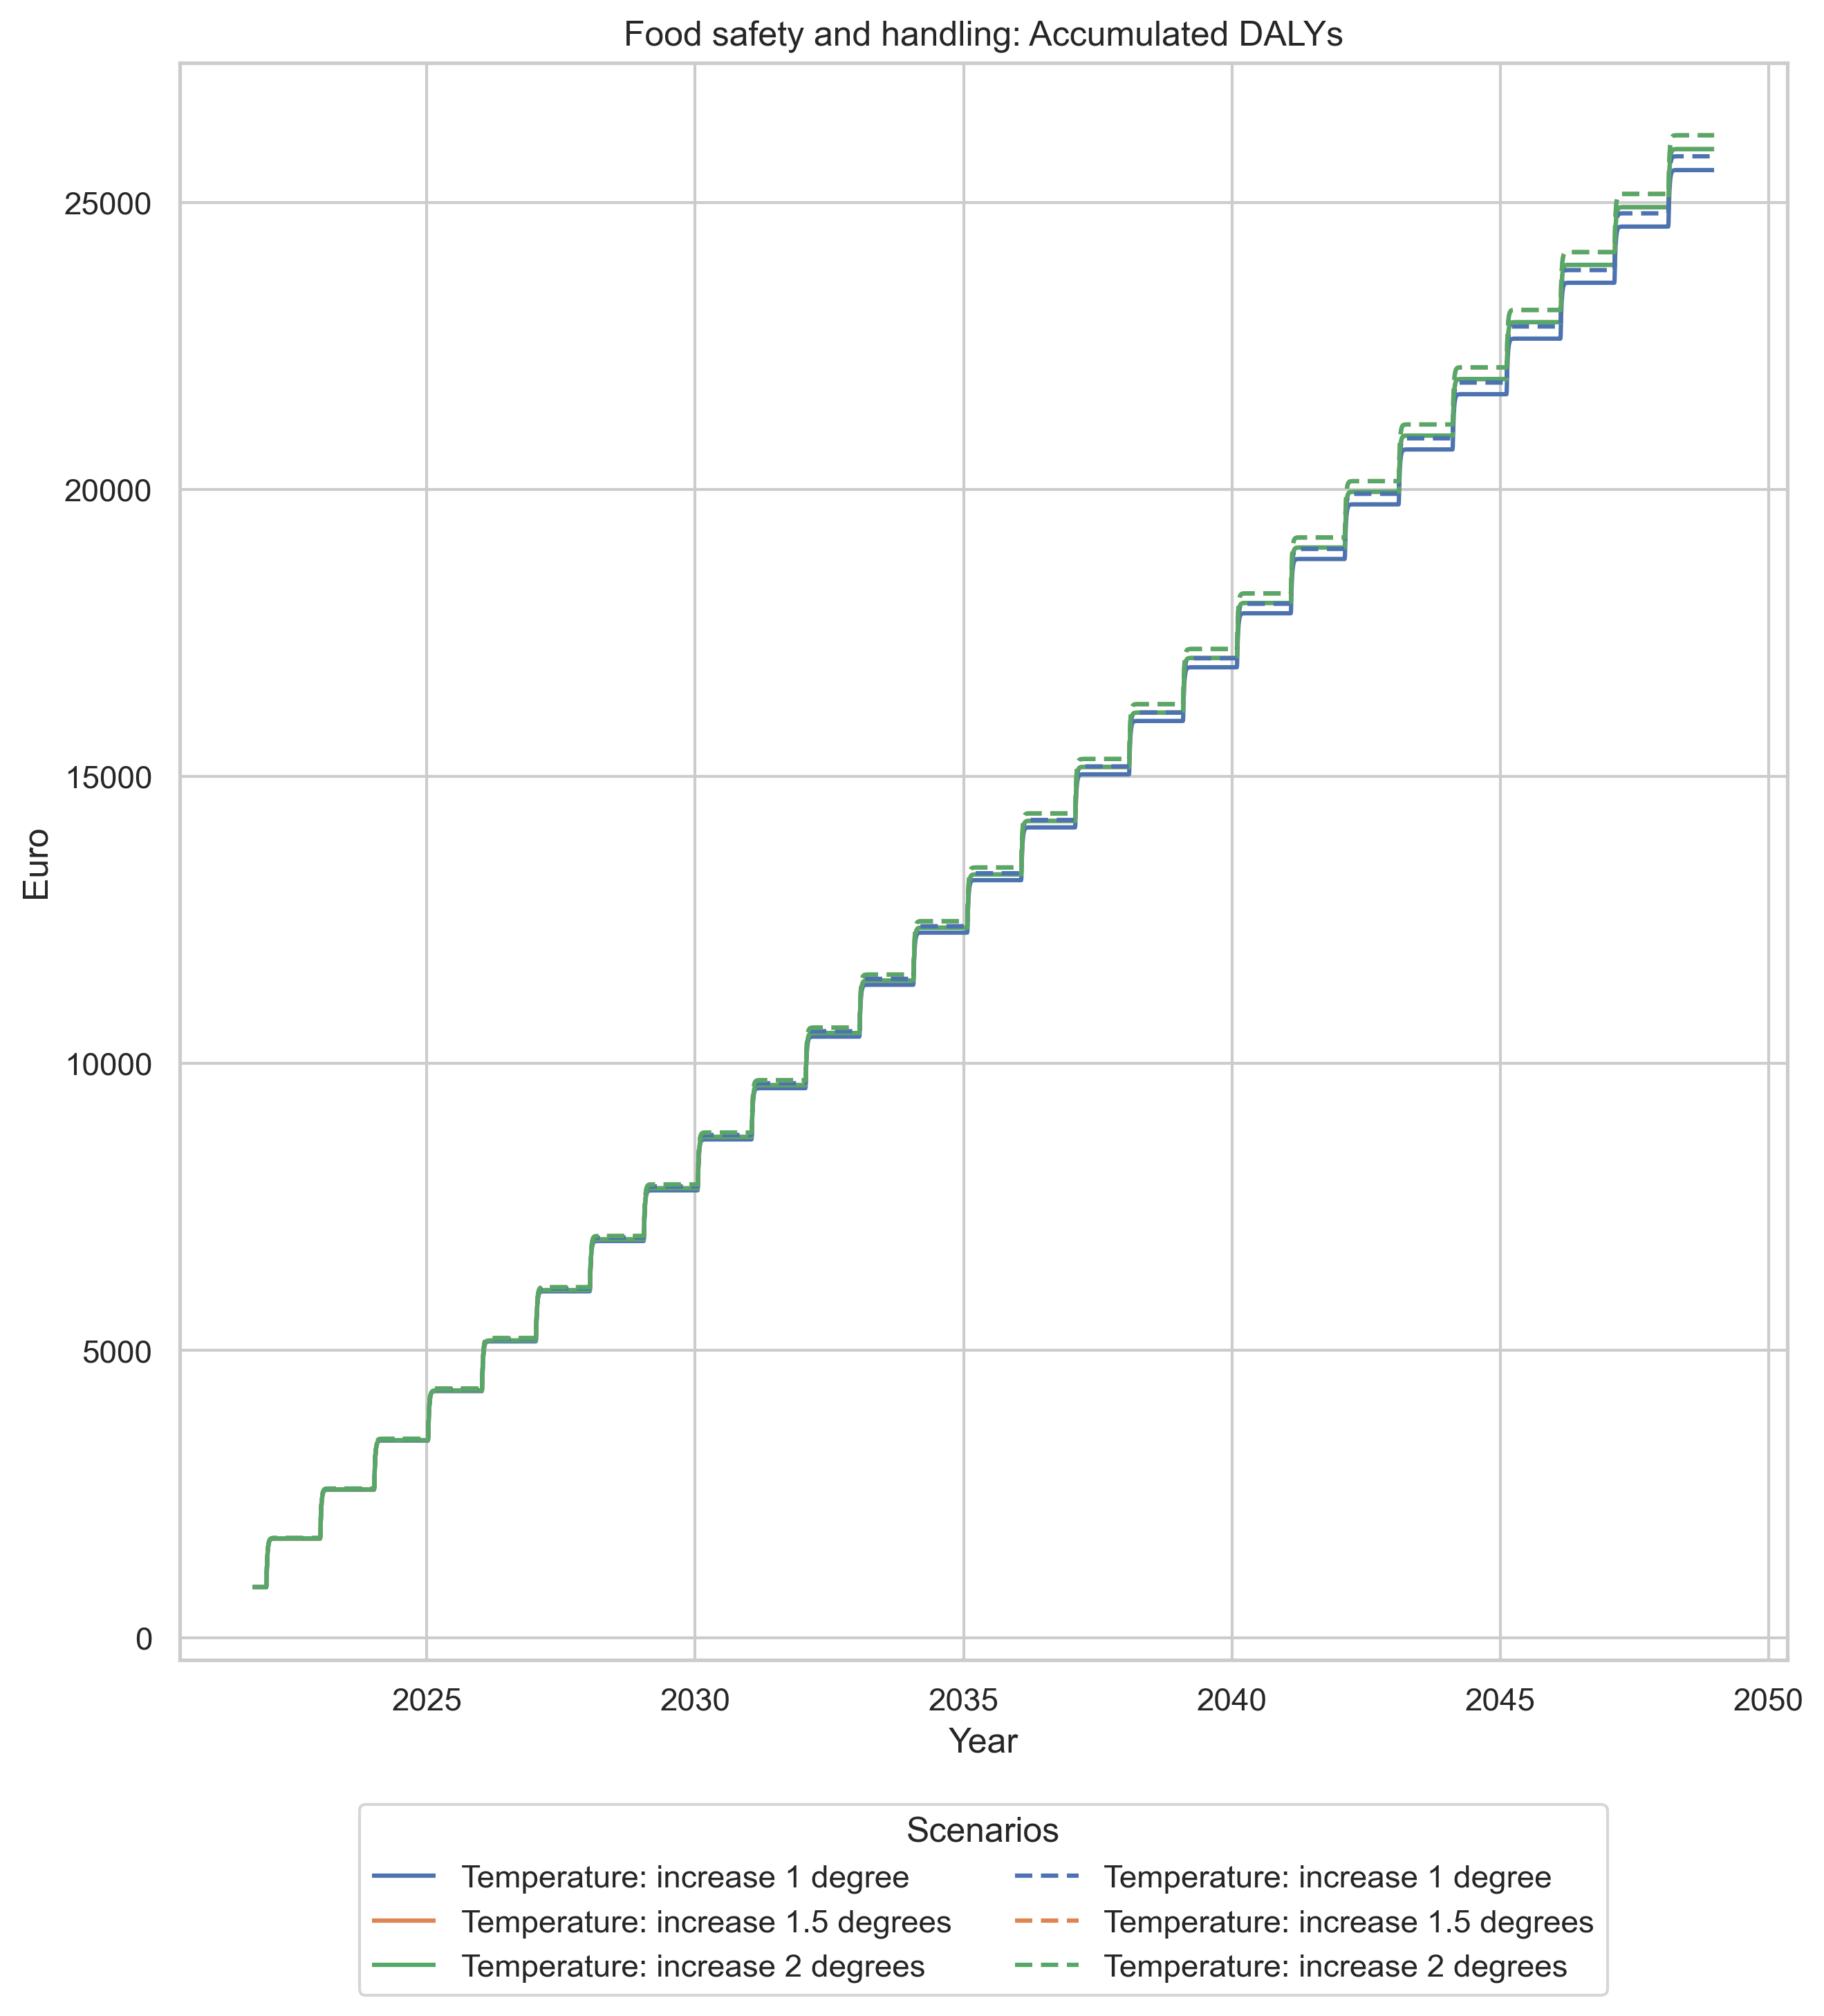 Food safety and handling: Accumulated DALYs
25000
20000
15000
10000
5000
0
Euro
2025 2030 2035 2040 2045 2050
Year
Scenarios
Temperature: increase 1 degree Temperature: increase 1 degree
Temperature: increase 1.5 degrees Temperature: increase 1.5 degrees
Temperature: increase 2 degrees Temperature: increase 2 degrees